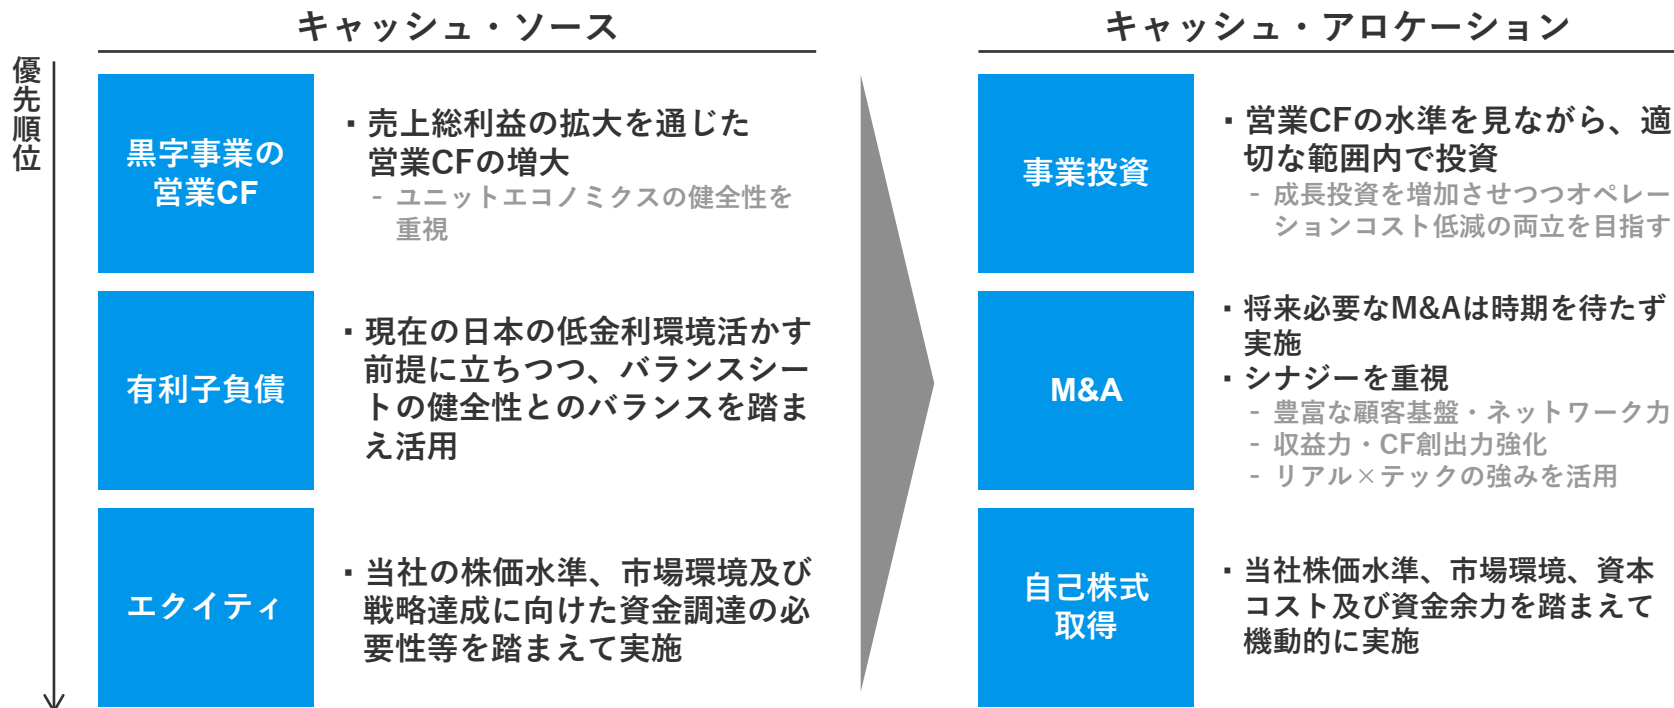 キャッシュ・ソース
優先順位
黒字事業の
営業CF
▪ 売上総利益の拡大を通じた
営業CFの増大
- ユニットエコノミクスの健全性を
重視
有利子負債
▪ 現在の日本の低金利環境活かす
前提に立ちつつ、バランスシー
トの健全性とのバランスを踏ま
え活用
エクイティ
▪ 当社の株価水準、市場環境及び
戦略達成に向けた資金調達の必
要性等を踏まえて実施
キャッシュ・アロケーション
事業投資
▪ 営業CFの水準を見ながら、適
切な範囲内で投資
- 成長投資を増加させつつオペレー
ションコスト低減の両立を目指す
M&A
▪ 将来必要なM&Aは時期を待たず
実施
▪ シナジーを重視
- 豊富な顧客基盤・ネットワーク力
- 収益力・CF創出力強化
- リアル×テックの強みを活用
自己株式
取得
▪ 当社株価水準、市場環境、資本
コスト及び資金余力を踏まえて
機動的に実施